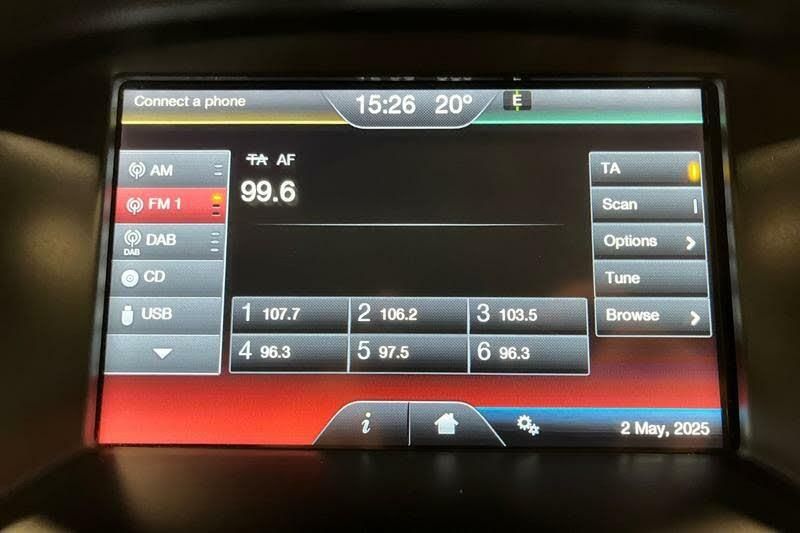 Connect a phone
15:26 20°
E
AM
FM 1
DAB
DAB
CD
USB
TA AF
99.6
1 107.7
2 106.2
3 103.5
4 96.3
5 97.5
6 96.3
TA
Scan
Options
Tune
Browse
i
2 May, 2025